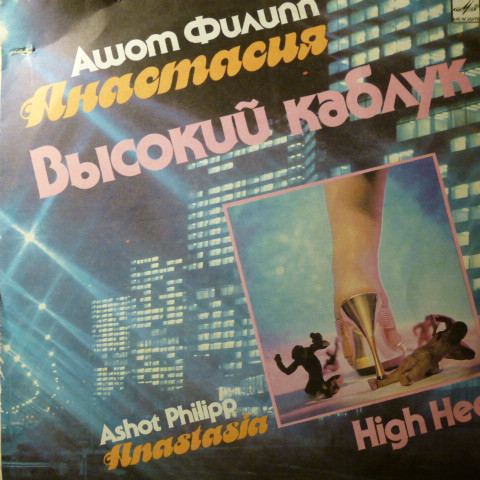 Ашот Филипп
Анастасия
Высокий каблук
Ashot Philipp
Anastasia
High Hee